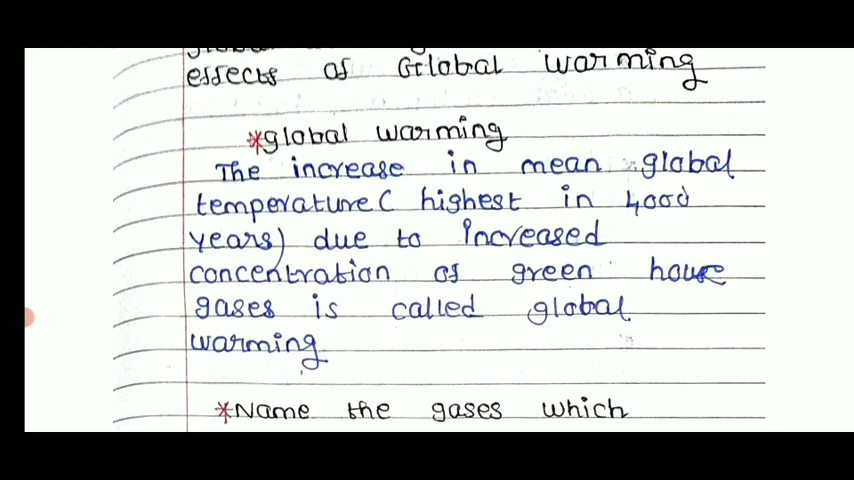 effects of Global warming
*global warming
The increase in mean global
temperature ( highest in 4000
years) due to increased
concentration of green house
gases is called global
warming
*Name the gases which